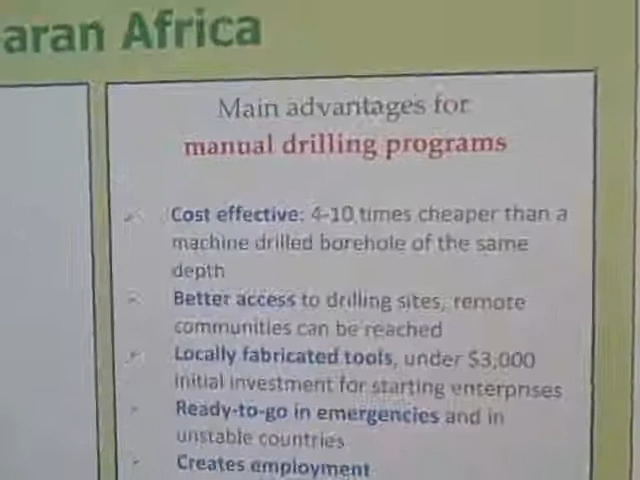 aran Africa
Main advantages for
manual drilling programs
Cost effective: 4-10 times cheaper than a
machine drilled borehole of the same
depth
Better access to drilling sites, remote
communities can be reached
Locally fabricated tools, under $3,000
initial investment for starting enterprises
Ready-to-go in emergencies and in
unstable countries
Creates employment